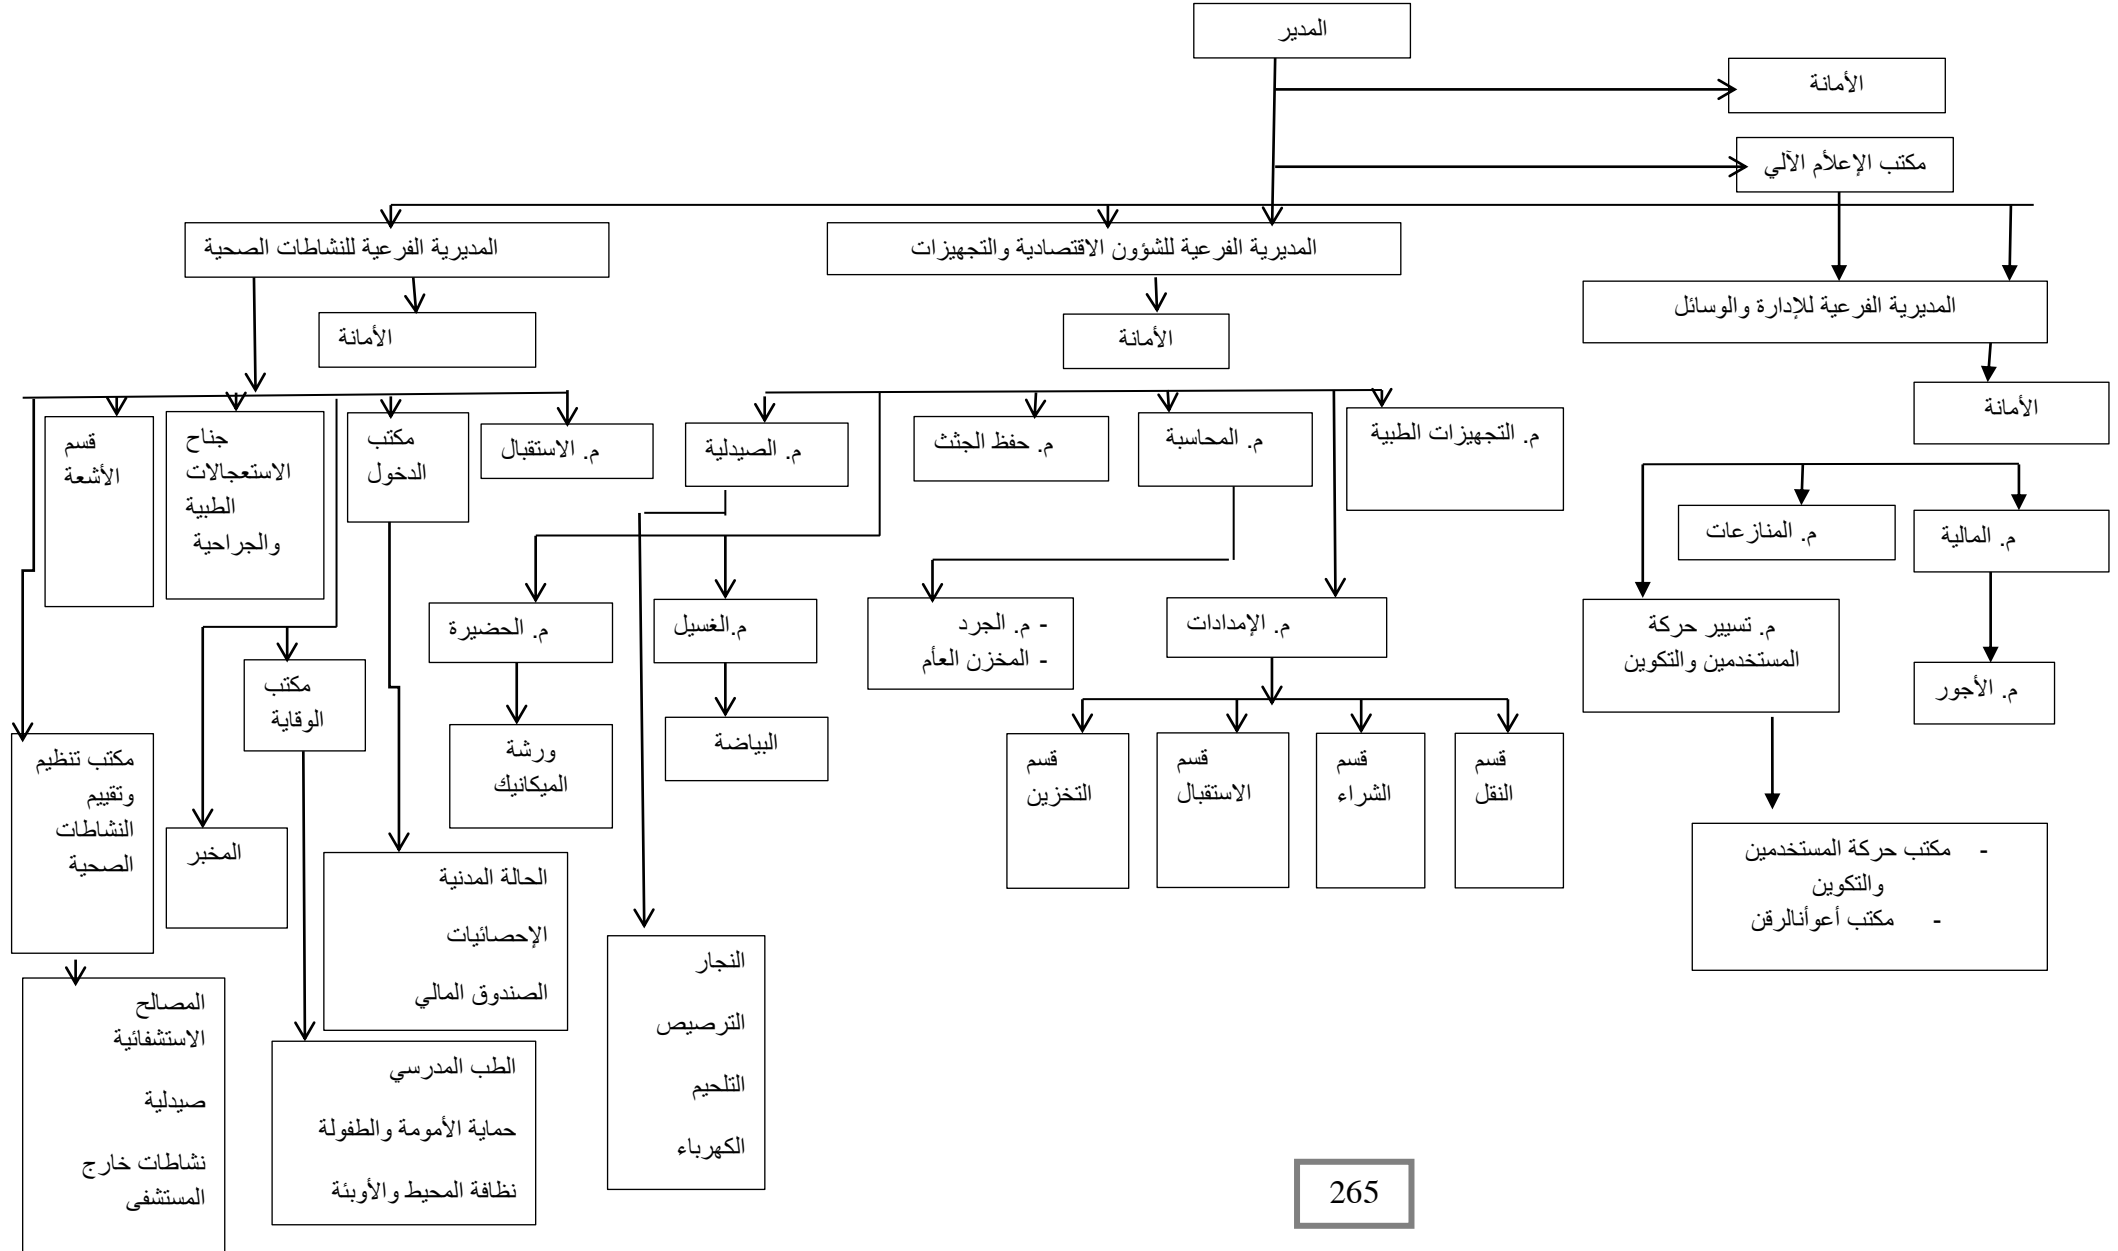 المدير
الأمانة
مكتب الإعلأم الآلي
المديرية الفرعية للإدارة والوسائل
المديرية الفرعية للشؤون الاقتصادية والتجهيزات
المديرية الفرعية للنشاطات الصحية
الأمانة
الأمانة
الأمانة
م. المالية
م. المنازعات
م. تسيير حركة
المستخدمين والتكوين
م. الأجور
- مكتب حركة المستخدمين
والتكوين
- مكتب أعوأنالرقن
م. التجهيزات الطبية
م. المحاسبة
م. حفظ الجثث
م. الصيدلية
م. الإمدادات
- م. الجرد
- المخزن العأم
م.الغسيل
م. الحضيرة
البياضة
ورشة
الميكانيك
قسم
النقل
قسم
الشراء
قسم
الاستقبال
قسم
التخزين
النجار
الترصيص
التلحيم
الكهرباء
م. الاستقبال
مكتب
الدخول
جناح
الاستعجالات
الطبية
والجراحية
قسم
الأشعة
مكتب
الوقاية
المخبر
مكتب تنظيم
وتقييم
النشاطات
الصحية
الحالة المدنية
الإحصائيات
الصندوق المالي
الطب المدرسي
حماية الأمومة والطفولة
نظافة المحيط والأوبئة
المصالح
الاستشفائية
صيدلية
نشاطات خارج
المستشفى
265